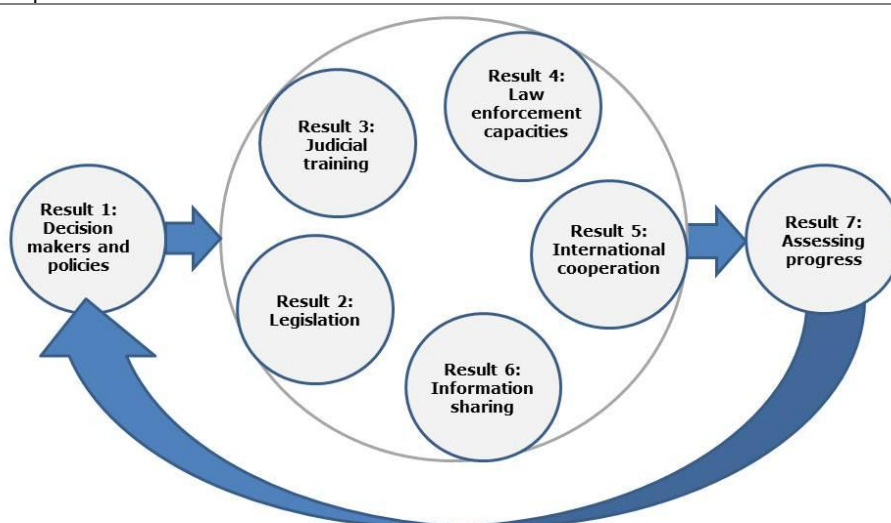 Result 1:
Decision
makers and
policies
Result 3:
Judicial
training
Result 4:
Law
enforcement
capacities
Result 2:
Legislation
Result 5:
International
cooperation
Result 6:
Information
sharing
Result 7:
Assessing
progress